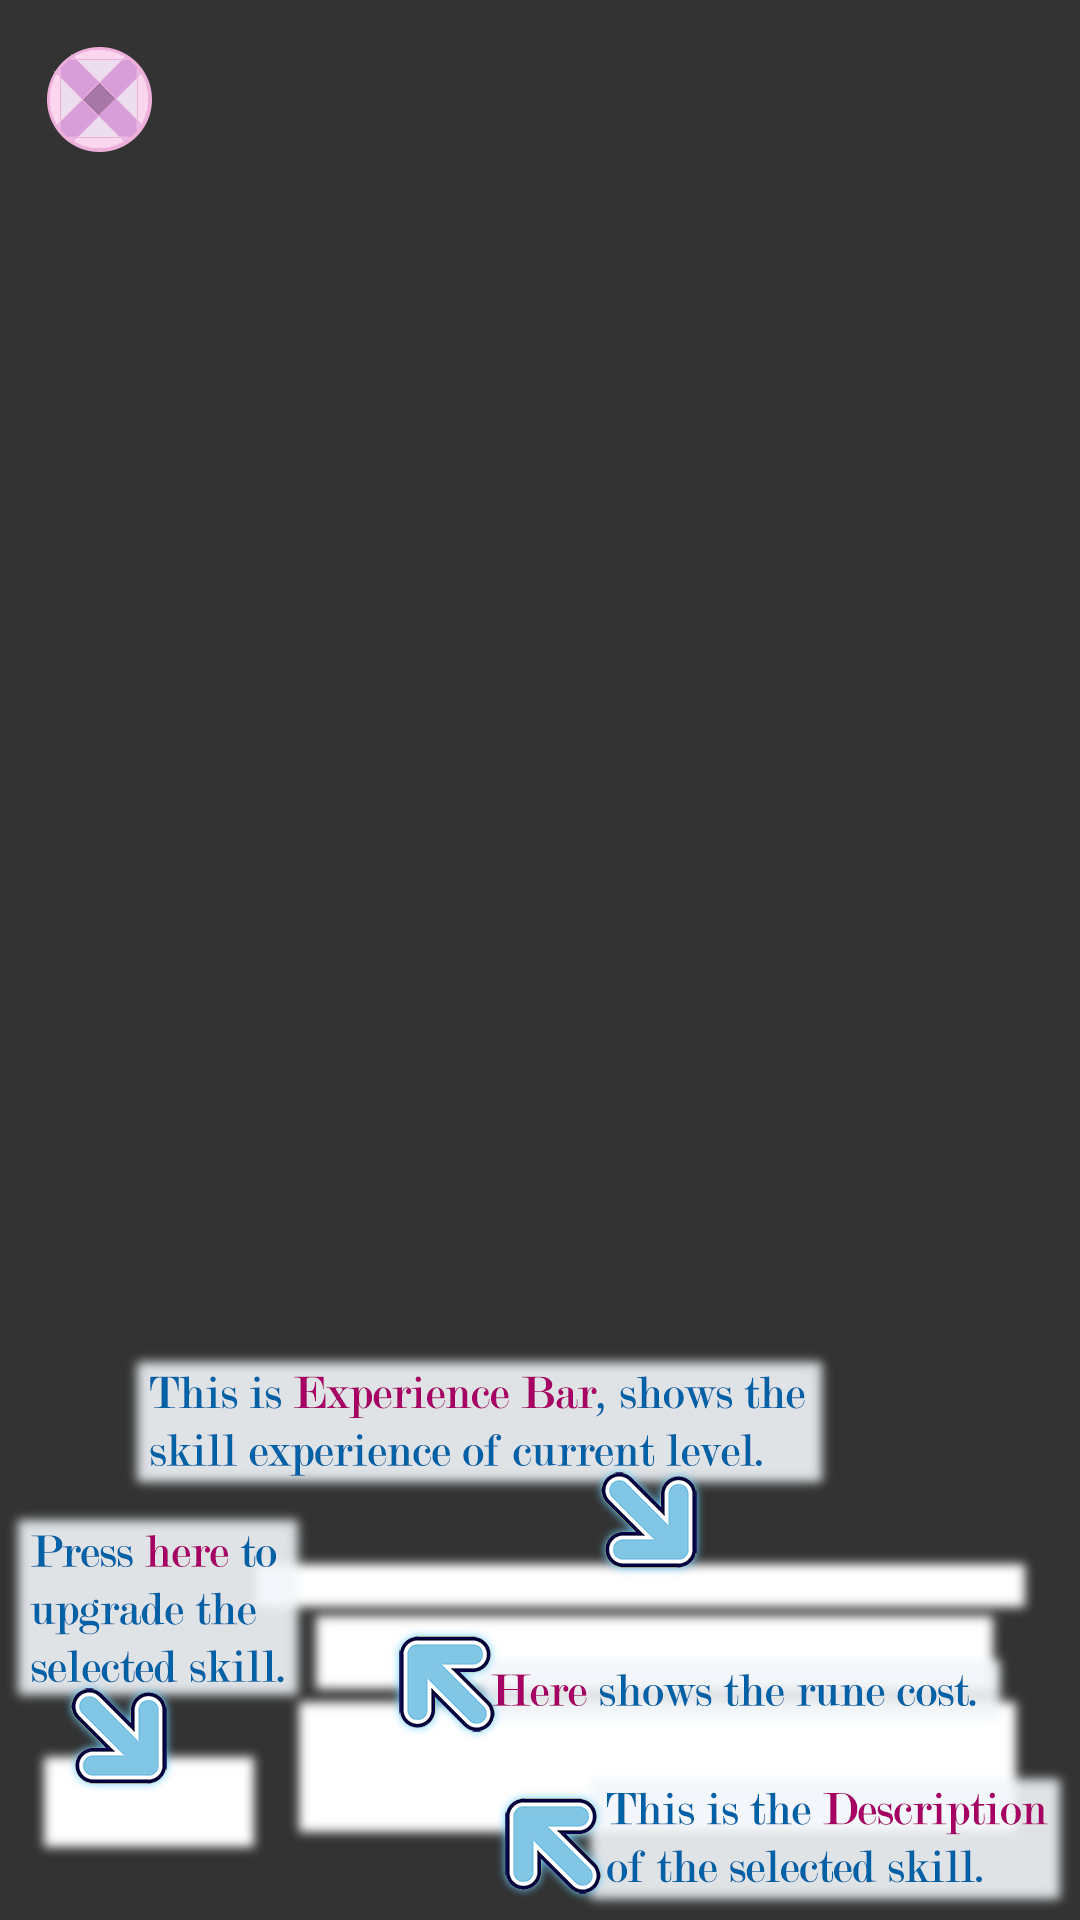 This is Experience Bar, shows the
skill experience of current level.
Press here to
upgrade the
selected skill.
Here shows the rune cost.
This is the Description
of the selected skill.